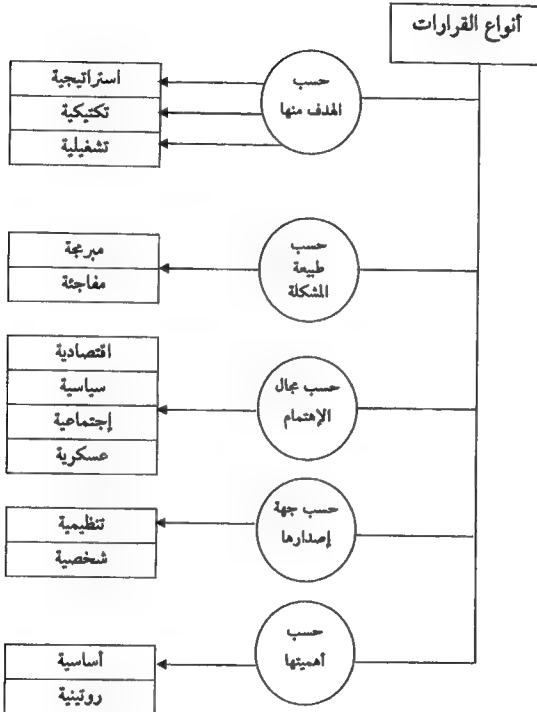 أنواع القرارات
حسب
الهدف منها
استراتيجية
تكتيكية
تشغيلية
حسب
طبيعة
المشكلة
مبرمجة
مفاجئة
حسب مجال
الإهتمام
اقتصادية
سياسية
إجتماعية
عسكرية
حسب جهة
إصدارها
تنظيمية
شخصية
حسب
أهميتها
أساسية
روتينية